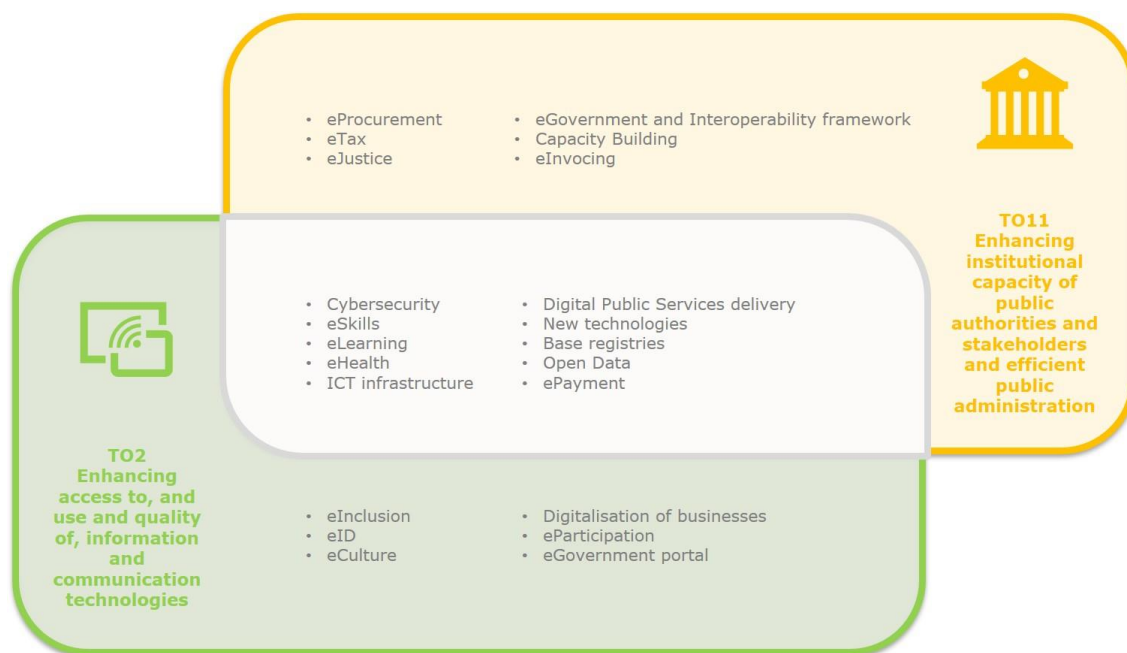 • eProcurement
• eTax
• eJustice
• eGovernment and Interoperability framework
• Capacity Building
• eInvocing
TO11
Enhancing
institutional
capacity of
public
authorities and
stakeholders
and efficient
public
administration
• Cybersecurity
• eSkills
• eLearning
• eHealth
• ICT infrastructure
• Digital Public Services delivery
• New technologies
• Base registries
• Open Data
• ePayment
TO2
Enhancing
access to, and
use and quality
of, information
and
communication
technologies
• eInclusion
• eID
• eCulture
• Digitalisation of businesses
• eParticipation
• eGovernment portal